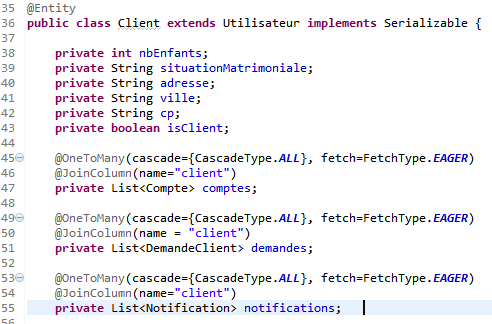 35 @Entity
36 public class Client extends Utilisateur implements Serializable {
37
38 private int nbEnfants;
39 private String situationMatrimoniale;
40 private String adresse;
41 private String ville;
42 private String cp;
43 private boolean isClient;
44
45 @OneToMany(cascade={CascadeType.ALL}, fetch=FetchType.EAGER)
46 @JoinColumn(name="client")
47 private List<Compte> comptes;
48
49 @OneToMany(cascade={CascadeType.ALL}, fetch=FetchType.EAGER)
50 @JoinColumn(name = "client")
51 private List<DemandeClient> demandes;
52
53 @OneToMany(cascade={CascadeType.ALL}, fetch=FetchType.EAGER)
54 @JoinColumn(name="client")
55 private List<Notification> notifications;
56